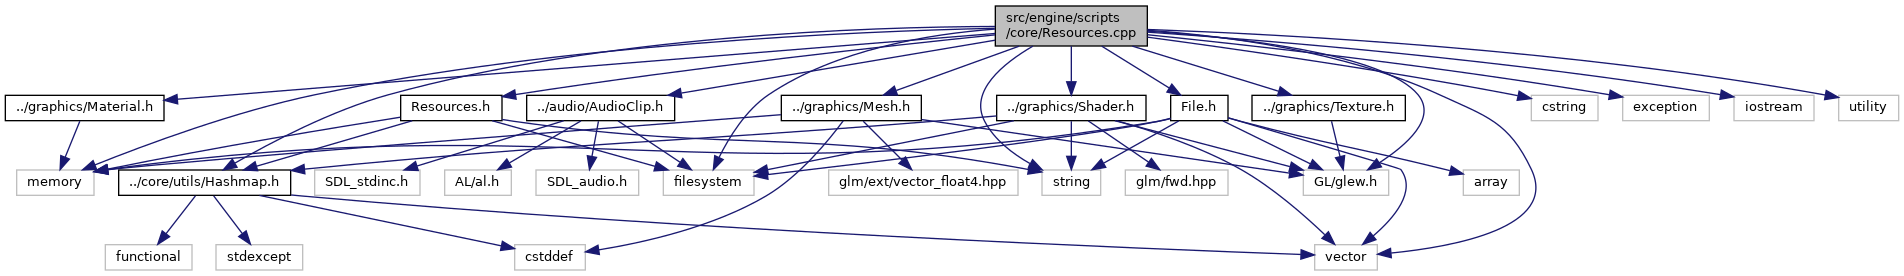 src/engine/scripts
/core/Resources.cpp
../graphics/Material.h
Resources.h
../audio/AudioClip.h
../graphics/Mesh.h
../graphics/Shader.h
File.h
../graphics/Texture.h
cstring
exception
iostream
utility
memory
../core/utils/Hashmap.h
SDL_stdinc.h
AL/al.h
SDL_audio.h
filesystem
glm/ext/vector_float4.hpp
string
glm/fwd.hpp
GL/glew.h
array
functional
stdexcept
cstddef
vector